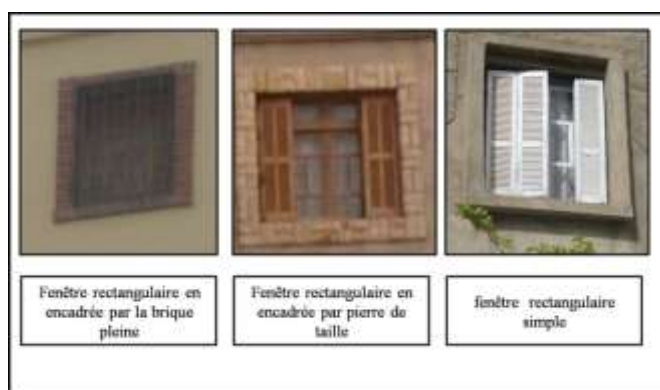 Fenêtre rectangulaire en
encadrée par la brique
pleine
Fenêtre rectangulaire en
encadrée par pierre de
taille
fenêtre rectangulaire
simple